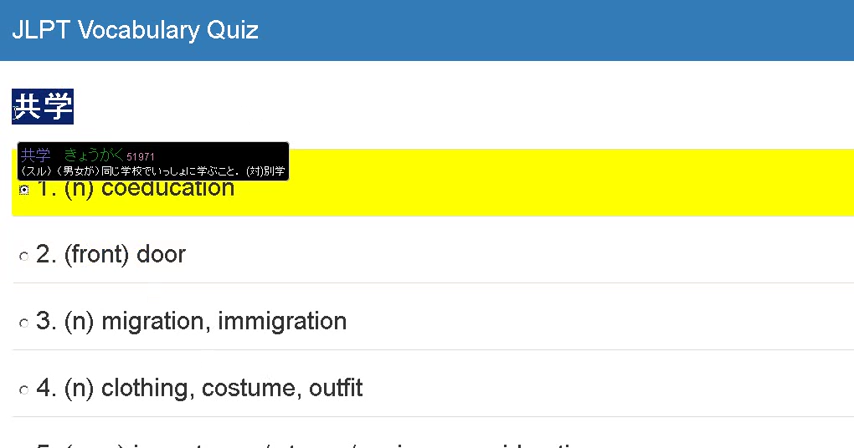 JLPT Vocabulary Quiz
共学
共学 きょうがく 51971
(スル) (男女が)同じ学校でいっしょに学ぶこと. (対)別学
1. (n) coeducation
2. (front) door
3. (n) migration, immigration
4. (n) clothing, costume, outfit